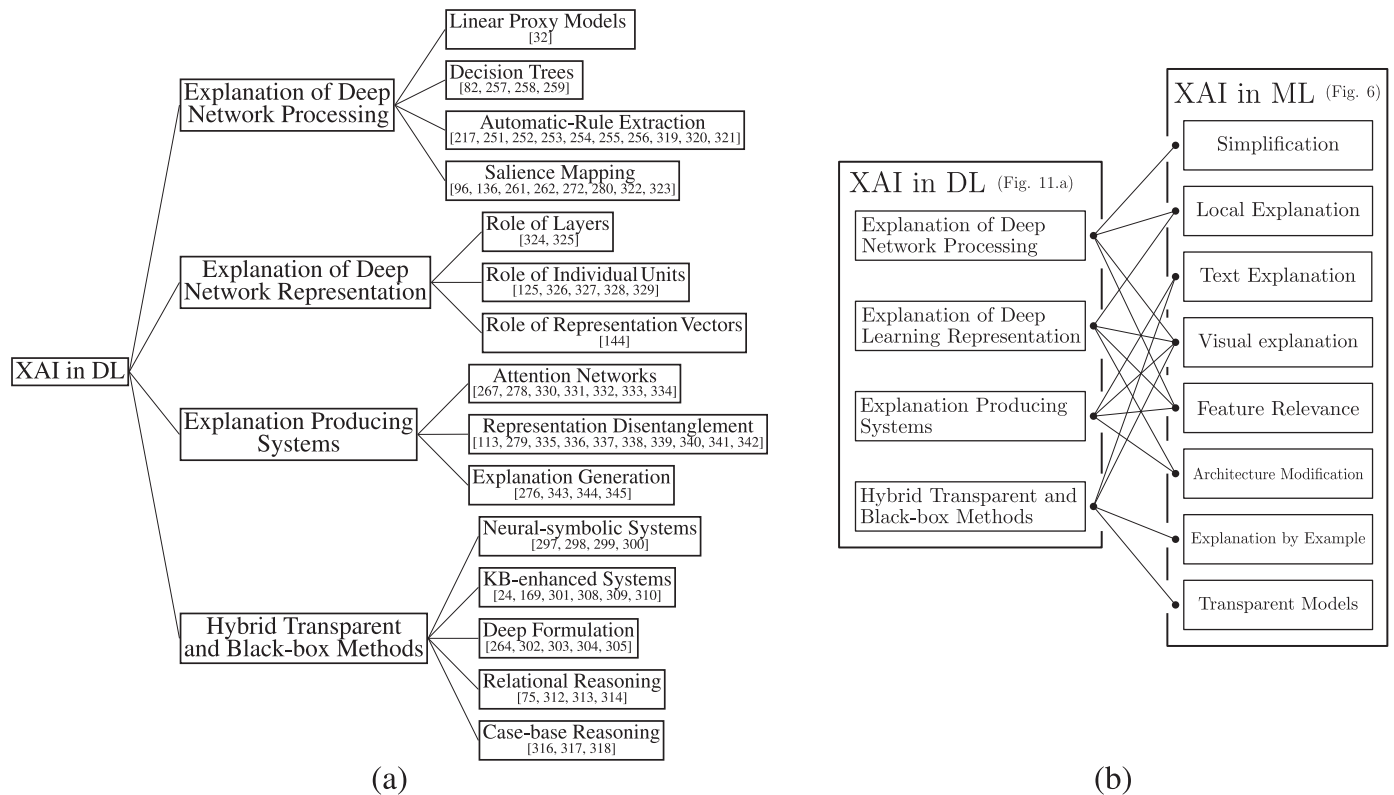 XAI in DL
Explanation of Deep
Network Processing
Linear Proxy Models
[32]
Decision Trees
[82, 257, 258, 259]
Automatic-Rule Extraction
[217, 251, 252, 253, 254, 255, 256, 319, 320, 321]
Salience Mapping
[96, 136, 261, 262, 272, 280, 322, 323]
Explanation of Deep
Network Representation
Role of Layers
[324, 325]
Role of Individual Units
[125, 326, 327, 328, 329]
Role of Representation Vectors
[144]
Explanation Producing
Systems
Attention Networks
[267, 278, 330, 331, 332, 333, 334]
Representation Disentanglement
[113, 279, 335, 336, 337, 338, 339, 340, 341, 342]
Explanation Generation
[276, 343, 344, 345]
Hybrid Transparent
and Black-box Methods
Neural-symbolic Systems
[297, 298, 299, 300]
KB-enhanced Systems
[24, 169, 301, 308, 309, 310]
Deep Formulation
[264, 302, 303, 304, 305]
Relational Reasoning
[75, 312, 313, 314]
Case-base Reasoning
[316, 317, 318]
(a)
XAI in DL (Fig. 11.a)
Explanation of Deep
Network Processing
Explanation of Deep
Learning Representation
Explanation Producing
Systems
Hybrid Transparent and
Black-box Methods
XAI in ML (Fig. 6)
Simplification
Local Explanation
Text Explanation
Visual explanation
Feature Relevance
Architecture Modification
Explanation by Example
Transparent Models
(b)